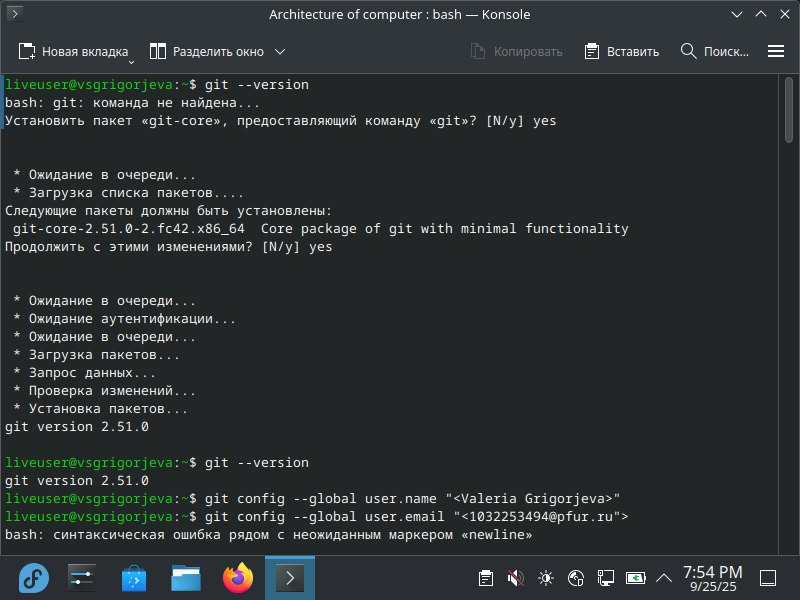 Architecture of computer : bash — Konsole
Новая вкладка
Разделить окно
Копировать
Вставить
Поиск...
liveuser@vsgrigorjeva:~$ git --version
bash: git: команда не найдена...
Установить пакет «git-core», предоставляющий команду «git»? [N/y] yes
* Ожидание в очереди...
* Загрузка списка пакетов....
Следующие пакеты должны быть установлены:
git-core-2.51.0-2.fc42.x86_64  Core package of git with minimal functionality
Продолжить с этими изменениями? [N/y] yes
* Ожидание в очереди...
* Ожидание аутентификации...
* Ожидание в очереди...
* Загрузка пакетов...
* Запрос данных...
* Проверка изменений...
* Установка пакетов...
git version 2.51.0
liveuser@vsgrigorjeva:~$ git --version
git version 2.51.0
liveuser@vsgrigorjeva:~$ git config --global user.name "<Valeria Grigorjeva>"
liveuser@vsgrigorjeva:~$ git config --global user.email "<1032253494@pfur.ru">
bash: синтаксическая ошибка рядом с неожиданным маркером «newline»
7:54 PM
9/25/25